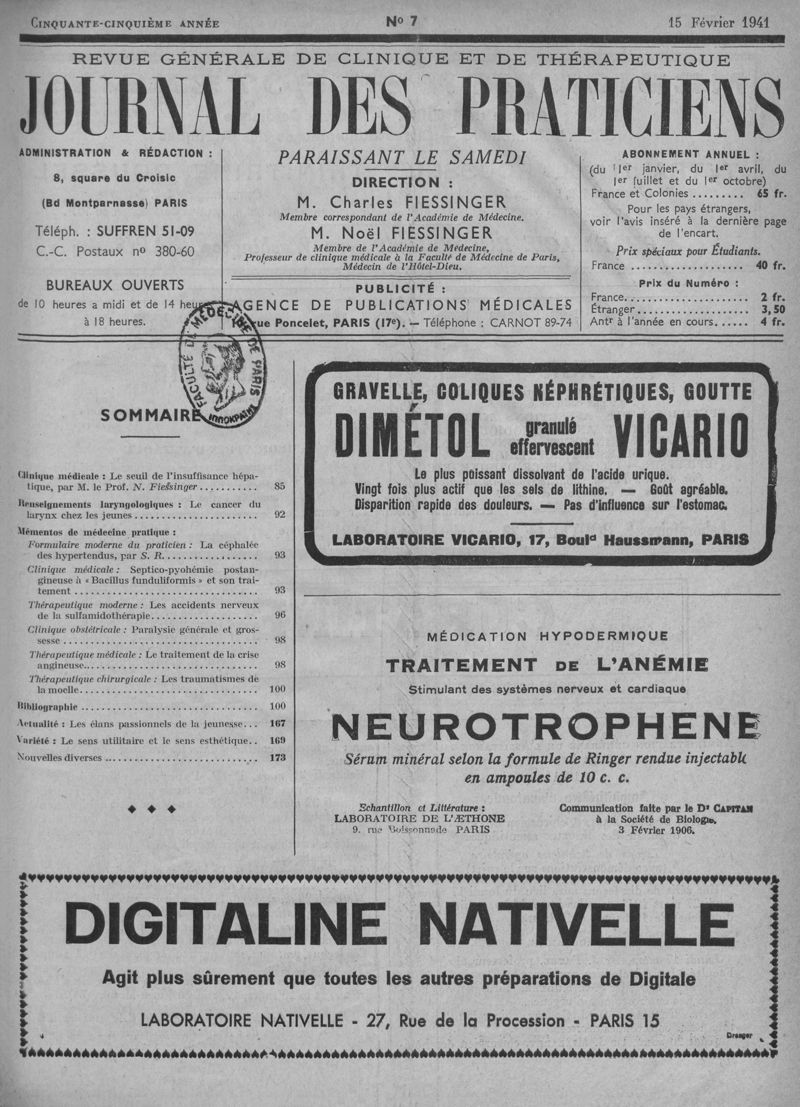 CINQUANTE-CINQUIÈME ANNÉE
No 7
15 Février 1941
REVUE GÉNÉRALE DE CLINIQUE ET DE THÉRAPEUTIQUE
JOURNAL DES PRATICIENS
ADMINISTRATION & RÉDACTION :
8, square du Croisic
(Bd Montparnasse) PARIS
Téléph. : SUFFREN 51-09
C.-C. Postaux no 380-60
BUREAUX OUVERTS
de 10 heures a midi et de 14 heures
à 18 heures.
PARAISSANT LE SAMEDI
DIRECTION :
M. Charles FIESSINGER
Membre correspondant de l'Académie de Médecine.
M. Noël FIESSINGER
Membre de l'Académie de Médecine,
Professeur de clinique médicale à la Faculté de Médecine de Paris,
Médecin de l'Hôtel-Dieu.
PUBLICITÉ :
AGENCE DE PUBLICATIONS MÉDICALES
rue Poncelet, PARIS (17e). — Téléphone : CARNOT 89-74
ABONNEMENT ANNUEL :
(du 1er janvier, du 1er avril, du
1er juillet et du 1er octobre)
France et Colonies ......... 65 fr.
Pour les pays étrangers,
voir l'avis inséré à la dernière page
de l'encart.
Prix spéciaux pour Étudiants.
France ................... 40 fr.
Prix du Numéro :
France..................... 2 fr.
Étranger................... 3,50
Antr à l'année en cours...... 4 fr.
FACULTÉ DE MÉDECINE DE PARIS
SOMMAIRE
Clinique médicale : Le seuil de l'insuffisance hépa-
tique, par M. le Prof. N. Fiessinger ........... 85
Renseignements laryngologiques : Le cancer du
larynx chez les jeunes ...................... 92
Mémentos de médecine pratique :
Formulaire moderne du praticien : La céphalée
des hypertendus, par S. R. .................. 93
Clinique médicale : Septico-pyohémie postan-
gineuse à « Bacillus funduliformis » et son trai-
tement .................................. 93
Thérapeutique moderne : Les accidents nerveux
de la sulfamidothérapie...................... 96
Clinique obstétricale : Paralysie générale et gros-
sesse .................................... 98
Thérapeutique médicale : Le traitement de la crise
angineuse.................................. 98
Thérapeutique chirurgicale : Les traumatismes de
la moelle................................... 100
Bibliographie .............................. 100
Actualité : Les élans passionnels de la jeunesse... 167
Variété : Le sens utilitaire et le sens esthétique.. 169
Nouvelles diverses ............................ 173
GRAVELLE, COLIQUES NÉPHRÉTIQUES, GOUTTE
DIMÉTOL granulé effervescent VICARIO
Le plus poissant dissolvant de l'acide urique.
Vingt fois plus actif que les sels de lithine. — Goût agréable.
Disparition rapide des douleurs. — Pas d'influence sur l'estomac.
LABORATOIRE VICARIO, 17, Bould Haussmann, PARIS
MÉDICATION HYPODERMIQUE
TRAITEMENT DE L'ANÉMIE
Stimulant des systèmes nerveux et cardiaque
NEUROTROPHENE
Sérum minéral selon la formule de Ringer rendue injectable
en ampoules de 10 c. c.
Echantillon et Littérature :
LABORATOIRE DE L'ÆTHONE
9, rue Boissonnade PARIS
Communication faite par le Dr CAPITAN
à la Société de Biologie,
3 Février 1906.
DIGITALINE NATIVELLE
Agit plus sûrement que toutes les autres préparations de Digitale
LABORATOIRE NATIVELLE - 27, Rue de la Procession - PARIS 15
Draeger